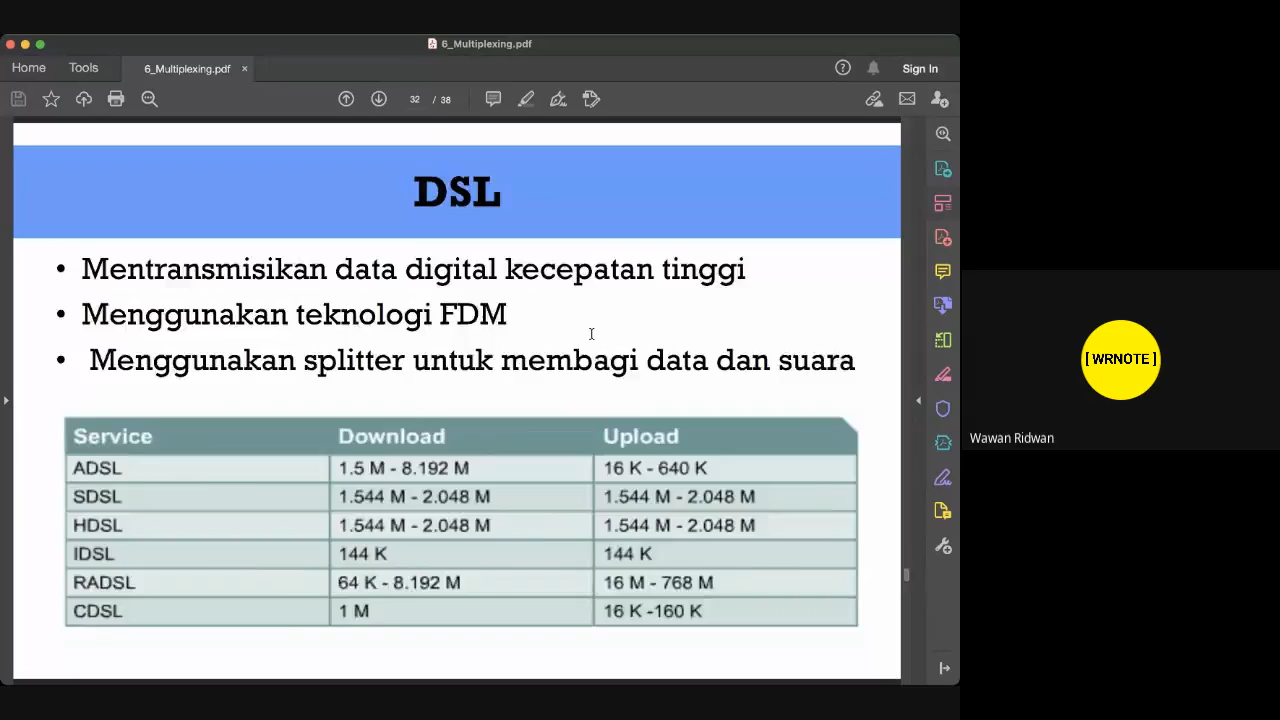 6_Multiplexing.pdf
Home Tools 6_Multiplexing.pdf × Sign In
32 / 38
DSL
• Mentransmisikan data digital kecepatan tinggi
• Menggunakan teknologi FDM
• Menggunakan splitter untuk membagi data dan suara
Service Download Upload
ADSL 1.5 M - 8.192 M 16 K - 640 K
SDSL 1.544 M - 2.048 M 1.544 M - 2.048 M
HDSL 1.544 M - 2.048 M 1.544 M - 2.048 M
IDSL 144 K 144 K
RADSL 64 K - 8.192 M 16 M - 768 M
CDSL 1 M 16 K -160 K
[ WRNOTE ]
Wawan Ridwan